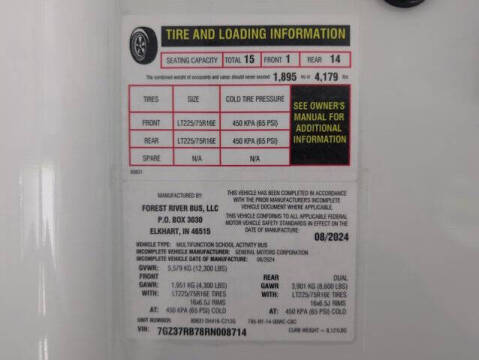 TIRE AND LOADING INFORMATION
SEATING CAPACITY TOTAL 15 FRONT 1 REAR 14
The combined weight of occupants and cargo should never exceed 1,895 KG or 4,179 lbs
TIRES SIZE COLD TIRE PRESSURE
FRONT LT225/75R16E 450 KPA (65 PSI)
REAR LT225/75R16E 450 KPA (65 PSI)
SPARE N/A N/A
SEE OWNER'S
MANUAL FOR
ADDITIONAL
INFORMATION
80831
MANUFACTURED BY:
FOREST RIVER BUS, LLC
P.O. BOX 3030
ELKHART, IN 46515
THIS VEHICLE HAS BEEN COMPLETED IN ACCORDANCE
WITH THE PRIOR MANUFACTURER'S INCOMPLETE
VEHICLE DOCUMENT WHERE APPLICABLE.
THIS VEHICLE CONFORMS TO ALL APPLICABLE FEDERAL
MOTOR VEHICLE SAFETY STANDARDS IN EFFECT ON THE
DATE OF MANUFACTURE
08/2024
VEHICLE TYPE: MULTIFUNCTION SCHOOL ACTIVITY BUS
INCOMPLETE VEHICLE MANUFACTURER: GENERAL MOTORS CORPORATION
INCOMPLETE VEHICLE DATE OF MANUFACTURE: 06/2024
GVWR: 5,579 KG (12,300 LBS)
FRONT REAR DUAL
GAWR: 1,951 KG (4,300 LBS) GAWR: 3,901 KG (8,600 LBS)
WITH: LT225/75R16E TIRES WITH: LT225/75R16E TIRES
16x6.5J RIMS 16x6.5J RIMS
AT: 450 KPA (65 PSI) COLD AT: 450 KPA (65 PSI) COLD
UNIT NUMBER:
VIN: 7GZ37RB78RN008714